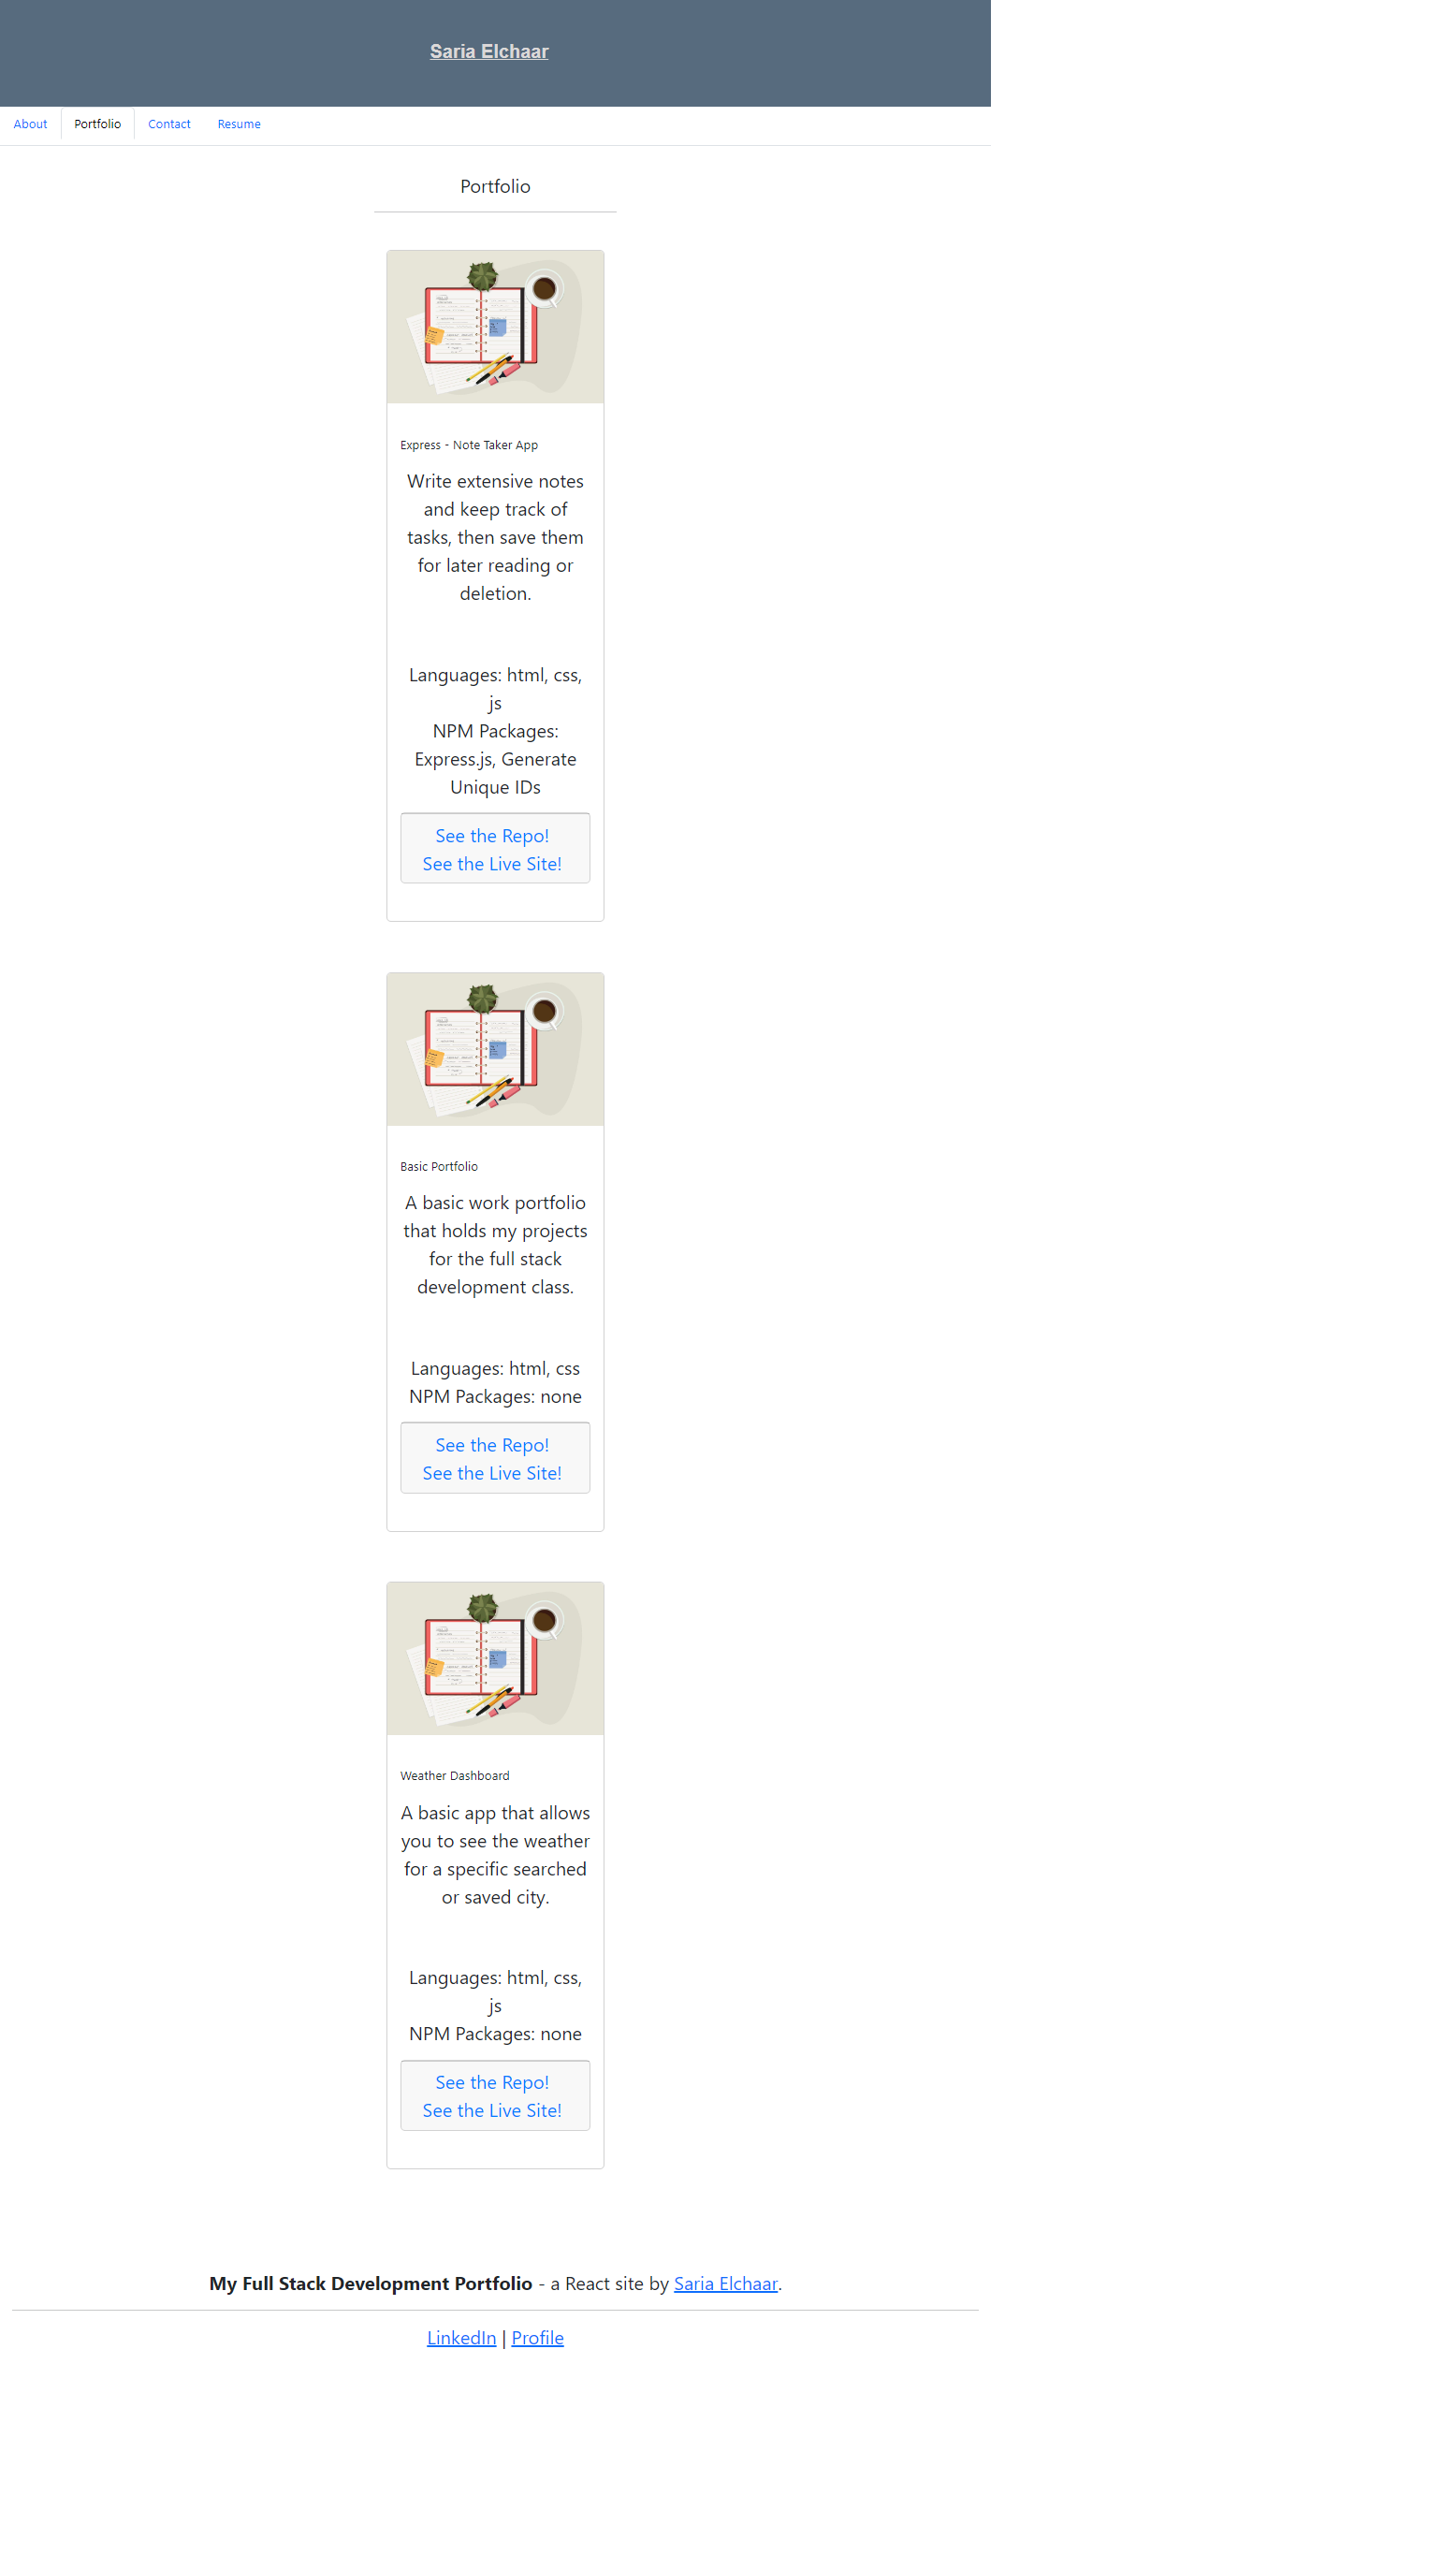 Saria Elchaar
About Portfolio Contact Resume
Portfolio
Express - Note Taker App
Write extensive notes
and keep track of
tasks, then save them
for later reading or
deletion.
Languages: html, css,
js
NPM Packages:
Express.js, Generate
Unique IDs
See the Repo!
See the Live Site!
Basic Portfolio
A basic work portfolio
that holds my projects
for the full stack
development class.
Languages: html, css
NPM Packages: none
See the Repo!
See the Live Site!
Weather Dashboard
A basic app that allows
you to see the weather
for a specific searched
or saved city.
Languages: html, css,
js
NPM Packages: none
See the Repo!
See the Live Site!
My Full Stack Development Portfolio - a React site by Saria Elchaar.
LinkedIn | Profile